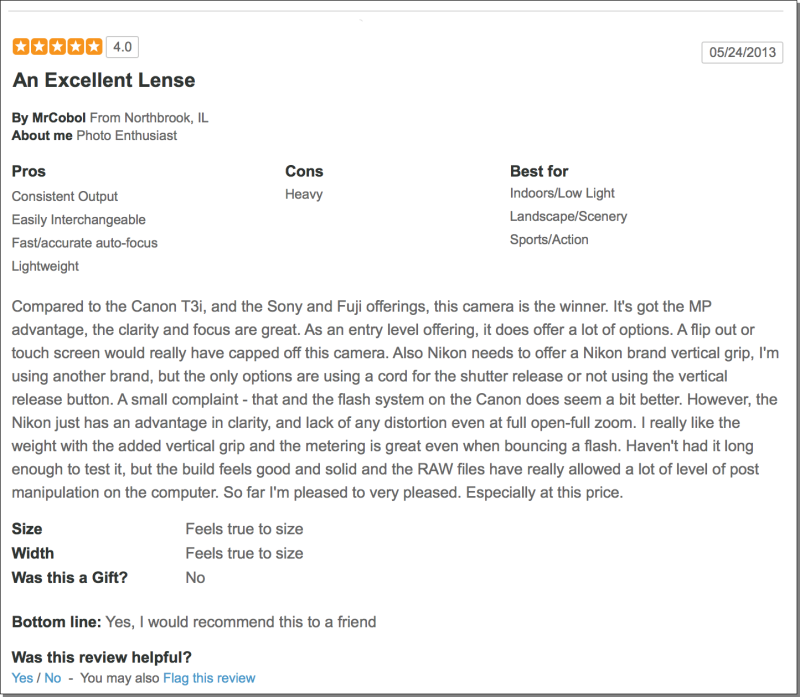 4.0
05/24/2013
An Excellent Lense
By MrCobol From Northbrook, IL
About me Photo Enthusiast
Pros
Consistent Output
Easily Interchangeable
Fast/accurate auto-focus
Lightweight
Cons
Heavy
Best for
Indoors/Low Light
Landscape/Scenery
Sports/Action
Compared to the Canon T3i, and the Sony and Fuji offerings, this camera is the winner. It's got the MP
advantage, the clarity and focus are great. As an entry level offering, it does offer a lot of options. A flip out or
touch screen would really have capped off this camera. Also Nikon needs to offer a Nikon brand vertical grip, I'm
using another brand, but the only options are using a cord for the shutter release or not using the vertical
release button. A small complaint - that and the flash system on the Canon does seem a bit better. However, the
Nikon just has an advantage in clarity, and lack of any distortion even at full open-full zoom. I really like the
weight with the added vertical grip and the metering is great even when bouncing a flash. Haven't had it long
enough to test it, but the build feels good and solid and the RAW files have really allowed a lot of level of post
manipulation on the computer. So far I'm pleased to very pleased. Especially at this price.
Size Feels true to size
Width Feels true to size
Was this a Gift? No
Bottom line: Yes, I would recommend this to a friend
Was this review helpful?
Yes / No - You may also Flag this review